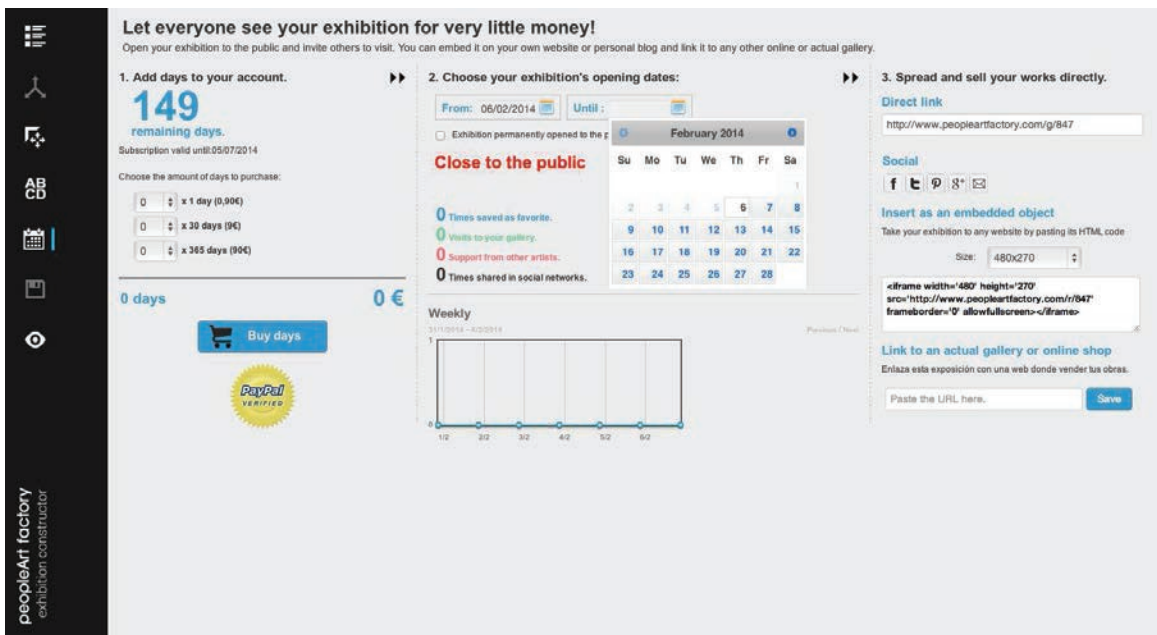 Let everyone see your exhibition for very little money!
Open your exhibition to the public and invite others to visit. You can embed it on your own website or personal blog and link it to any other online or actual gallery.
1. Add days to your account.
149
remaining days.
Subscription valid until:05/07/2014
Choose the amount of days to purchase:
0 x 1 day (0,90€)
0 x 30 days (9€)
0 x 365 days (90€)
0 days 0 €
Buy days
PayPal
VERIFIED
2. Choose your exhibition's opening dates:
From: 06/02/2014 Until :
Exhibition permanently opened to the p
Close to the public
February 2014
Su Mo Tu We Th Fr Sa
1
2 3 4 5 6 7 8
9 10 11 12 13 14 15
16 17 18 19 20 21 22
23 24 25 26 27 28
0 Times saved as favorite.
0 Visits to your gallery.
0 Support from other artists.
0 Times shared in social networks.
Weekly
31/1/2014 - 6/2/2014
Previous / Next
1
0
1/2 2/2 3/2 4/2 5/2 6/2
3. Spread and sell your works directly.
Direct link
http://www.peopleartfactory.com/g/847
Social
Insert as an embedded object
Take your exhibition to any website by pasting its HTML code
Size: 480x270
<iframe width='480' height='270'
src='http://www.peopleartfactory.com/r/847'
frameborder='0' allowfullscreen></iframe>
Link to an actual gallery or online shop
Enlaza esta exposición con una web donde vender tus obras.
Paste the URL here.
Save
AB
CD
peopleArt factory
exhibition constructor